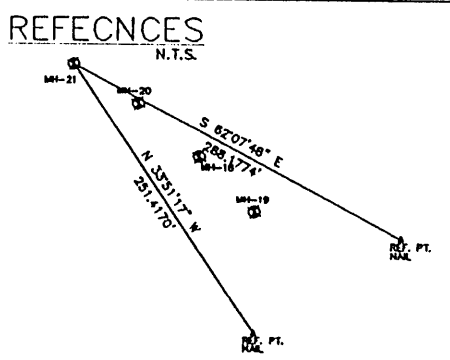 REFECNCES
N.T.S.
MH-21
MH-20
S 62°07'48" E
288.1774'
MH-18
N 33°51'17" W
251.4170'
MH-19
REF. PT.
NAIL
REF. PT.
NAIL